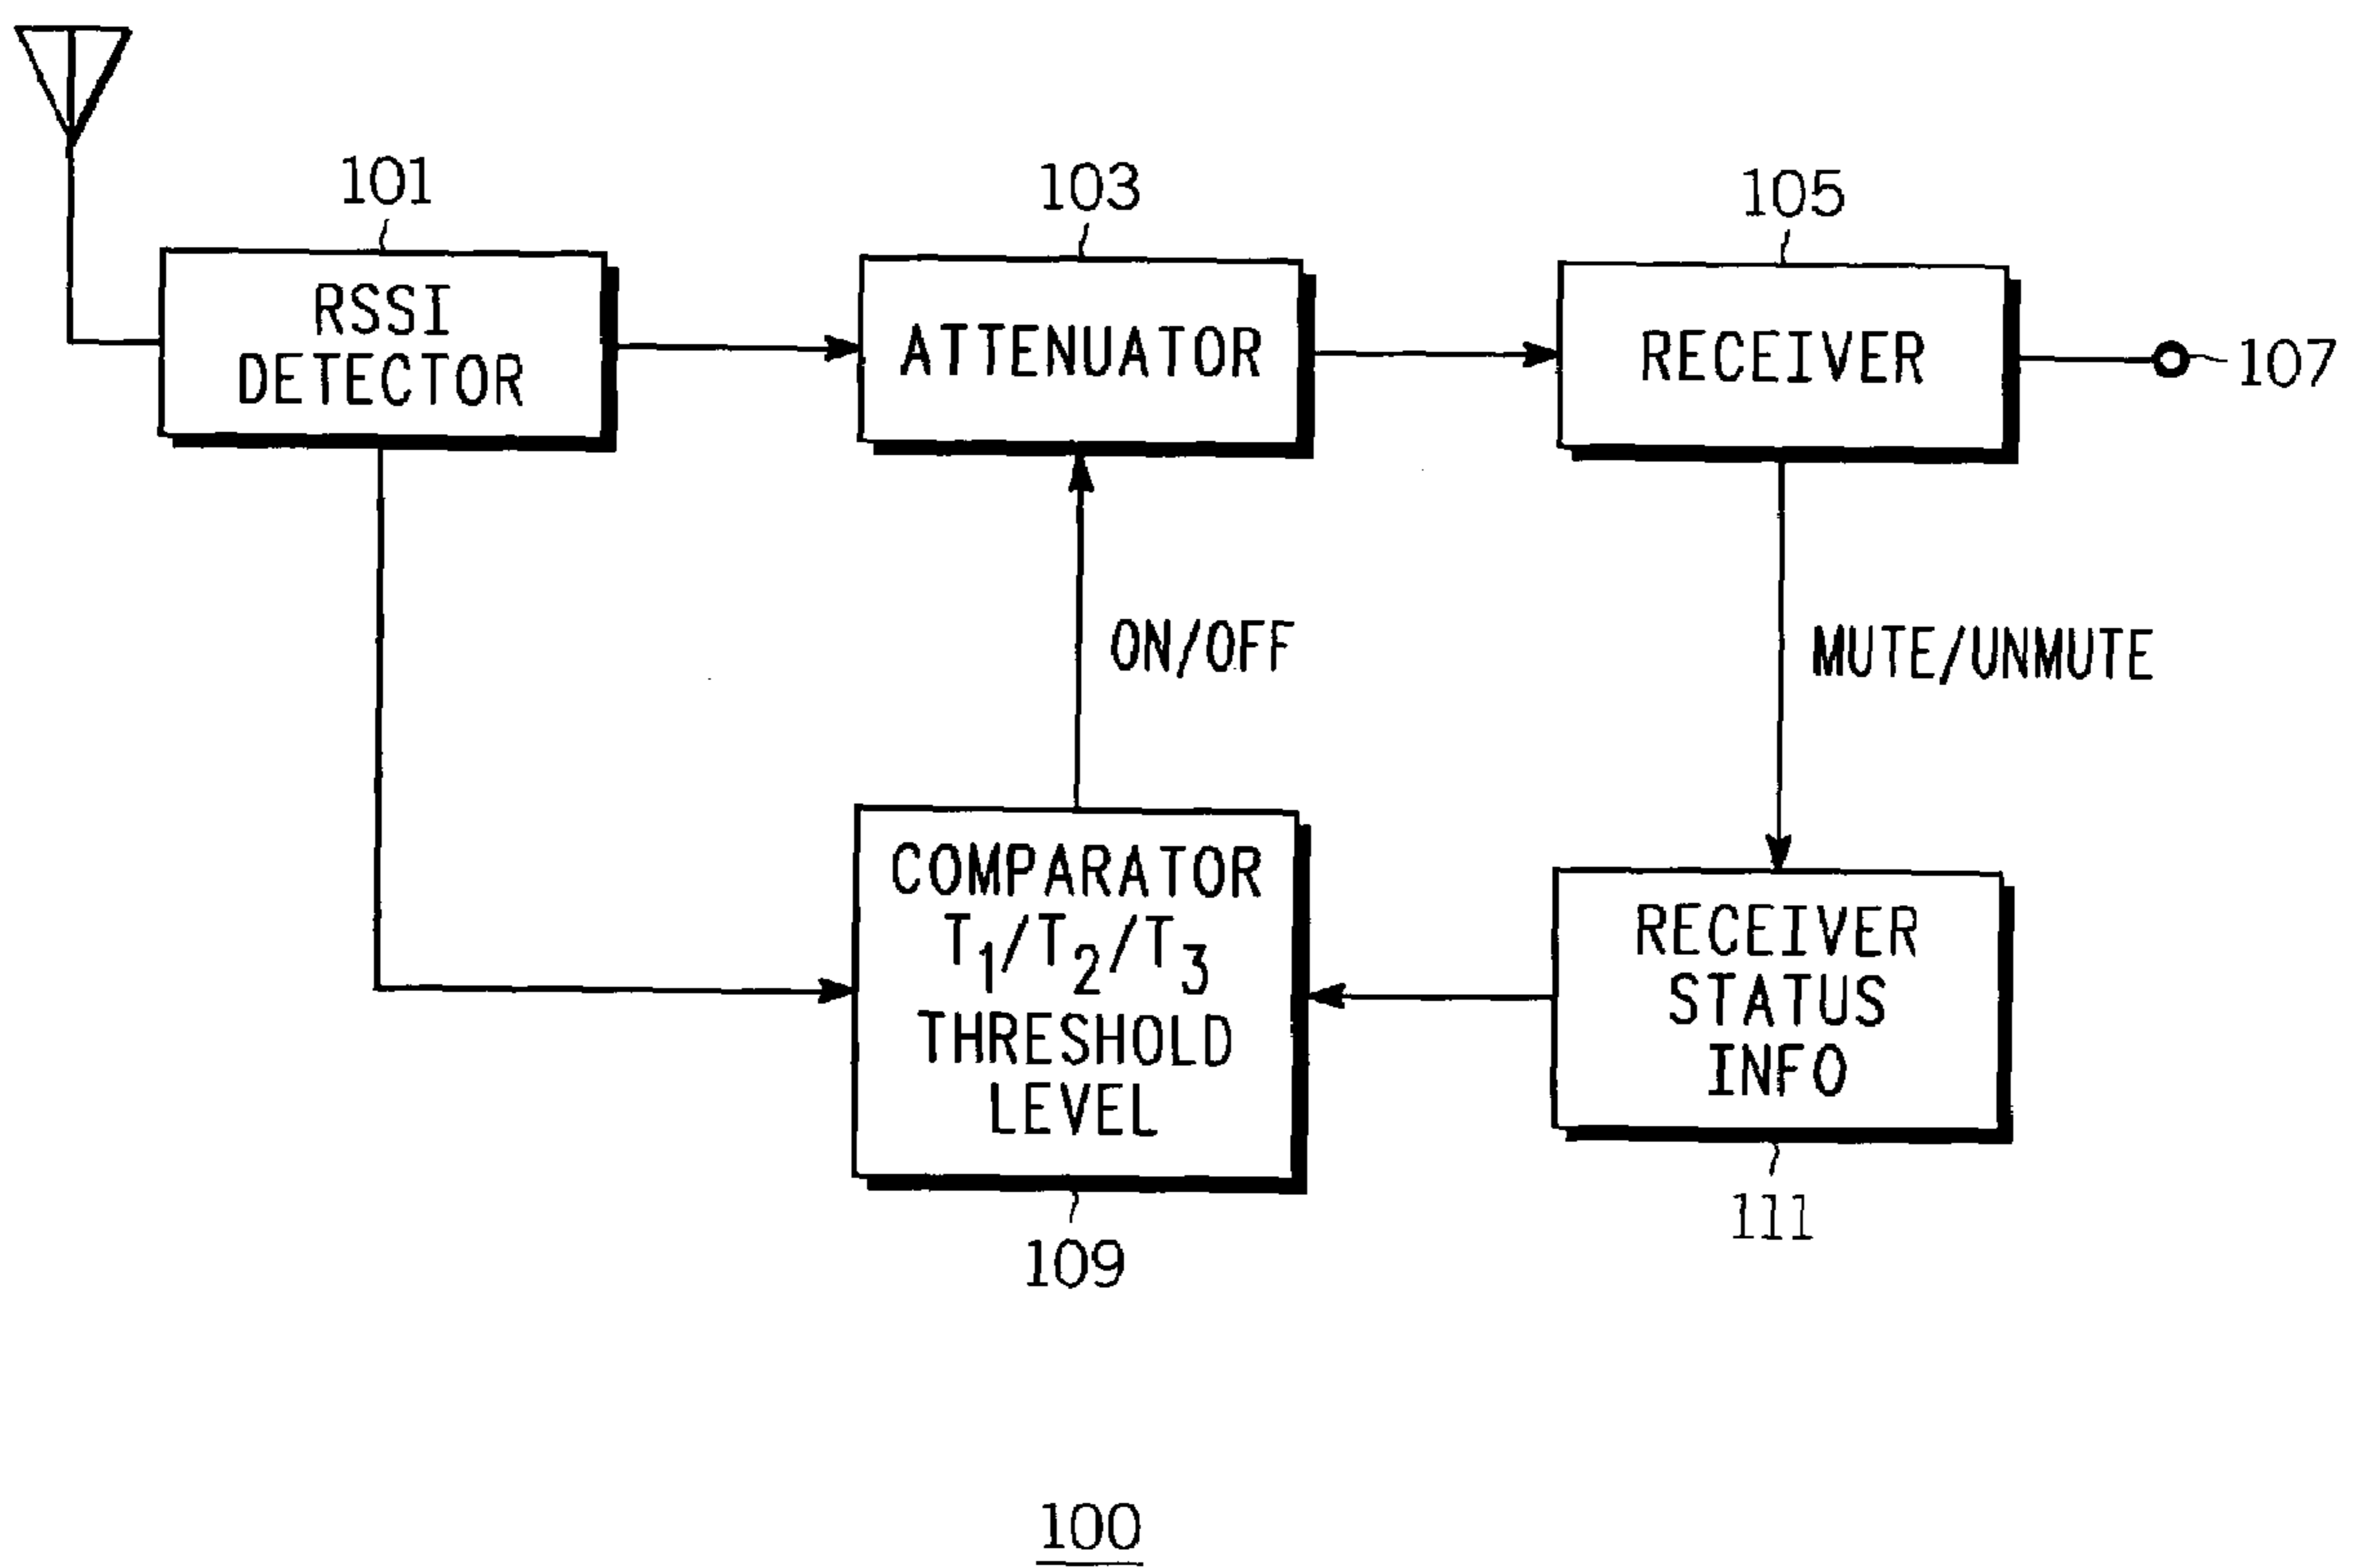 101
103
105
RSSI
DETECTOR
ATTENUATOR
RECEIVER
107
ON/OFF
MUTE/UNMUTE
COMPARATOR
T1/T2/T3
THRESHOLD
LEVEL
RECEIVER
STATUS
INFO
109
111
100